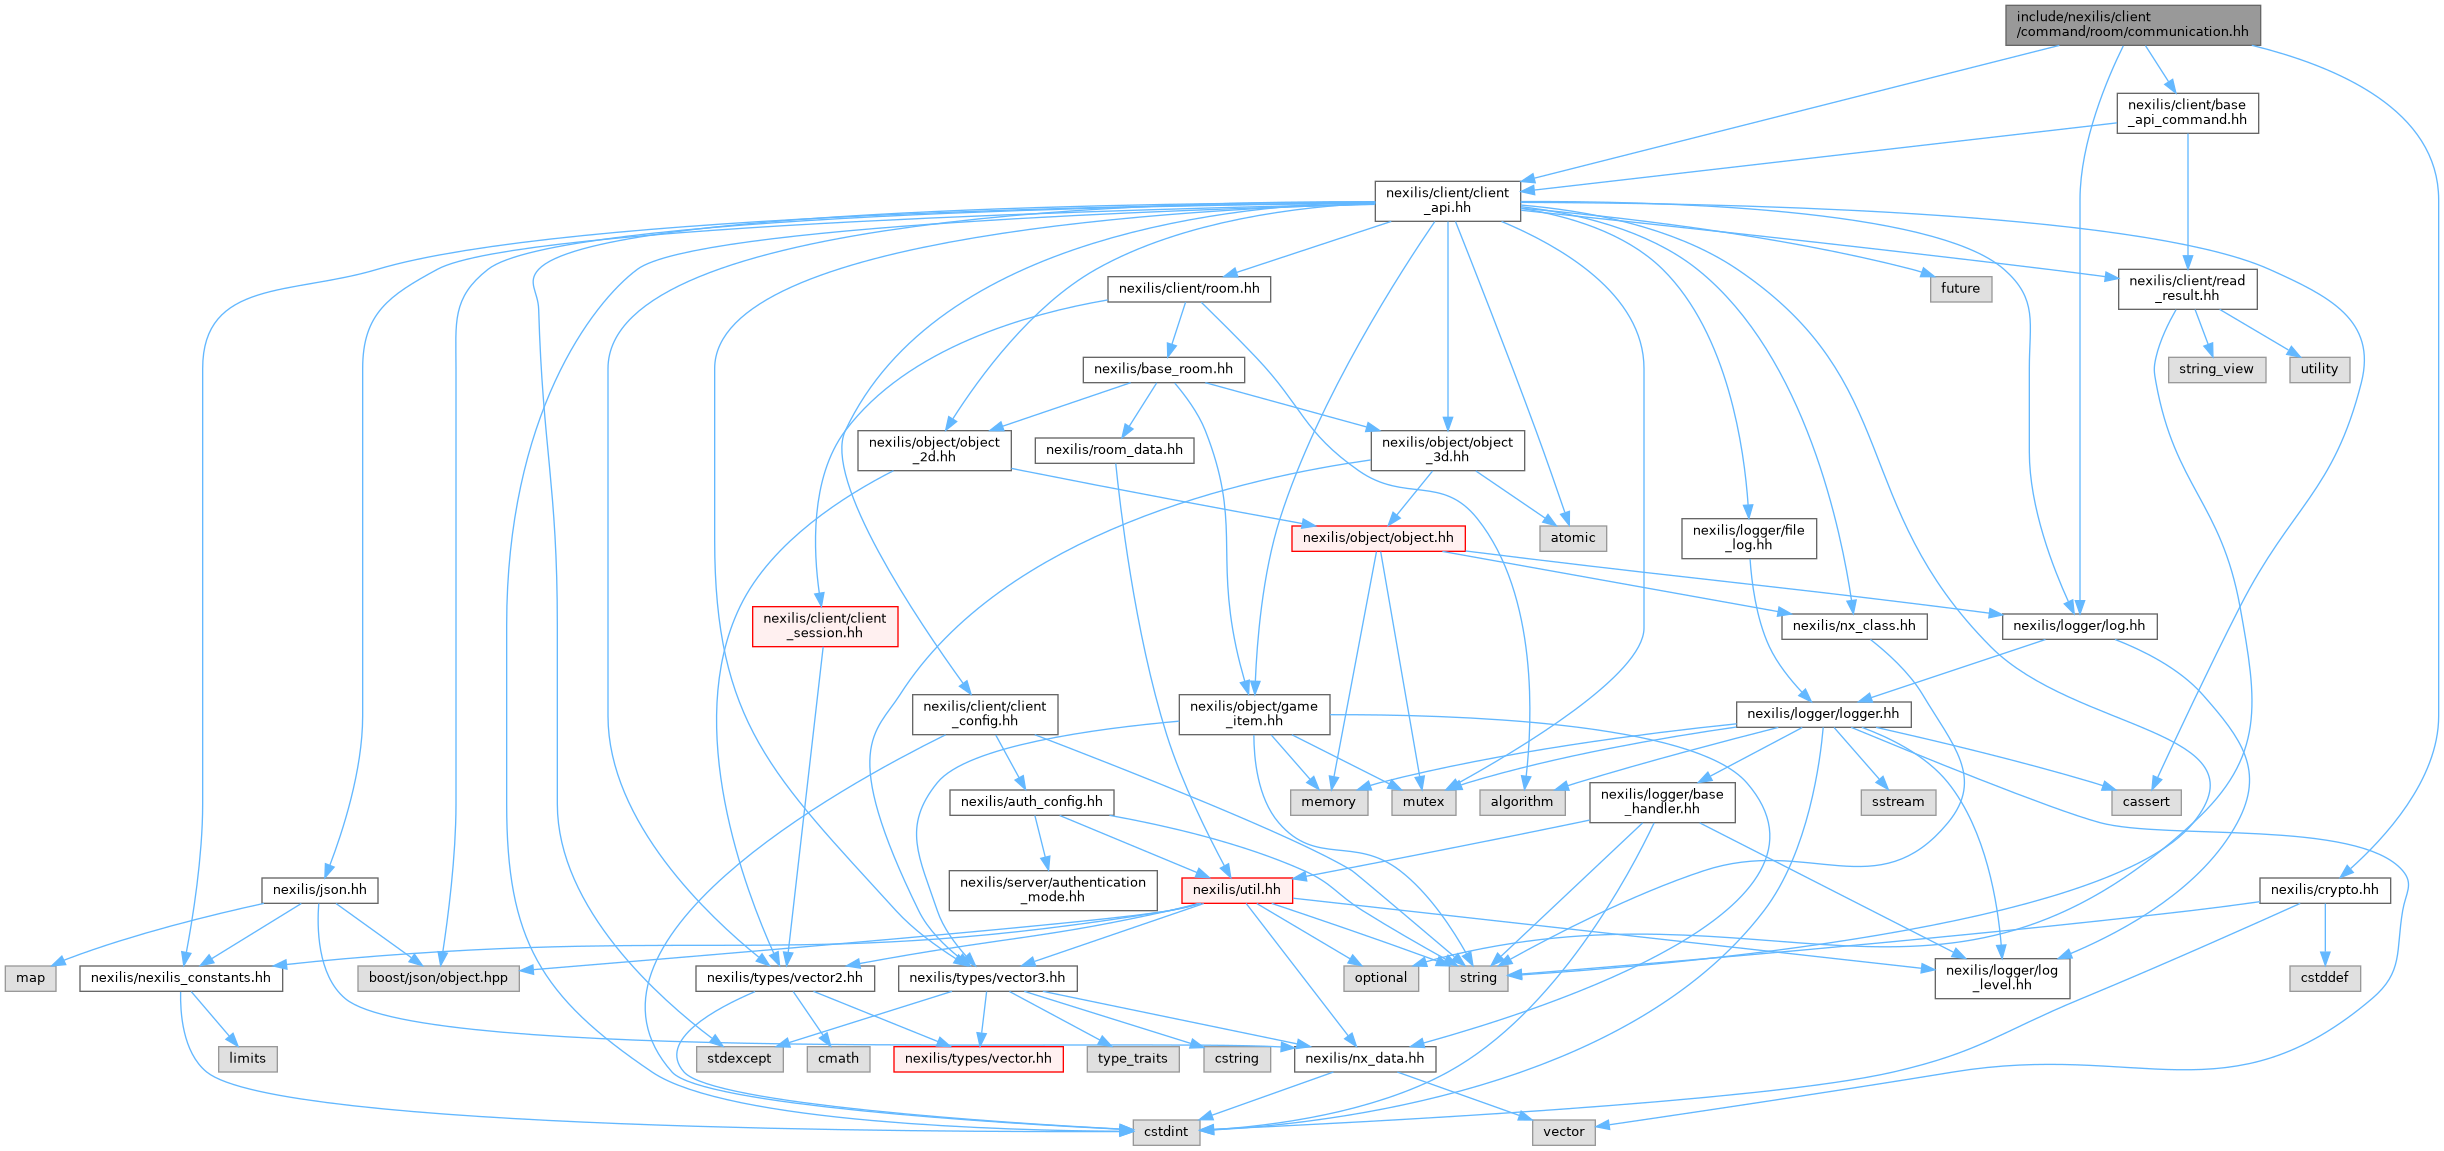 include/nexilis/client
/command/room/communication.hh
nexilis/client/base
_api_command.hh
nexilis/client/client
_api.hh
nexilis/client/room.hh
future
nexilis/client/read
_result.hh
nexilis/base_room.hh
string_view
utility
nexilis/object/object
_2d.hh
nexilis/room_data.hh
nexilis/object/object
_3d.hh
nexilis/object/object.hh
atomic
nexilis/logger/file
_log.hh
nexilis/client/client
_session.hh
nexilis/nx_class.hh
nexilis/logger/log.hh
nexilis/client/client
_config.hh
nexilis/object/game
_item.hh
nexilis/logger/logger.hh
nexilis/auth_config.hh
memory
mutex
algorithm
nexilis/logger/base
_handler.hh
sstream
cassert
nexilis/json.hh
nexilis/server/authentication
_mode.hh
nexilis/util.hh
nexilis/crypto.hh
map
nexilis/nexilis_constants.hh
boost/json/object.hpp
nexilis/types/vector2.hh
nexilis/types/vector3.hh
optional
string
nexilis/logger/log
_level.hh
cstddef
limits
stdexcept
cmath
nexilis/types/vector.hh
type_traits
cstring
nexilis/nx_data.hh
cstdint
vector